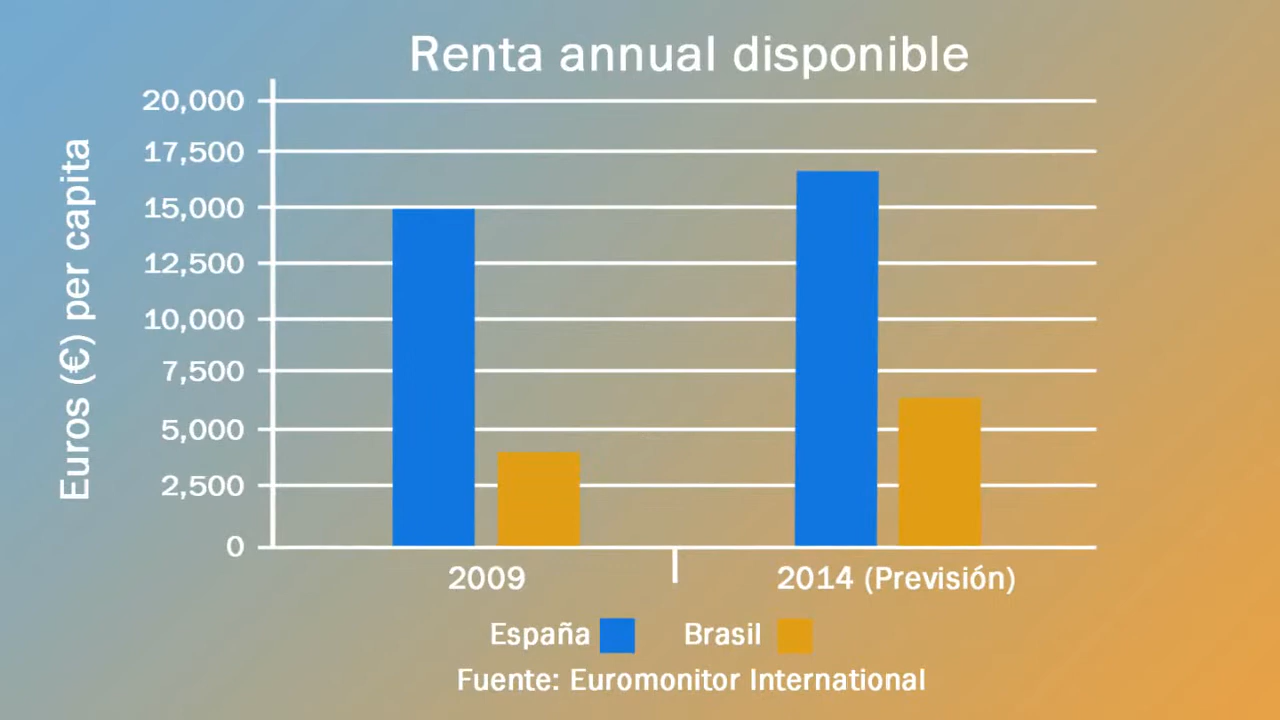 Renta annual disponible
Euros (€) per capita
20,000
17,500
15,000
12,500
10,000
7,500
5,000
2,500
0
2009 2014 (Previsión)
España Brasil
Fuente: Euromonitor International